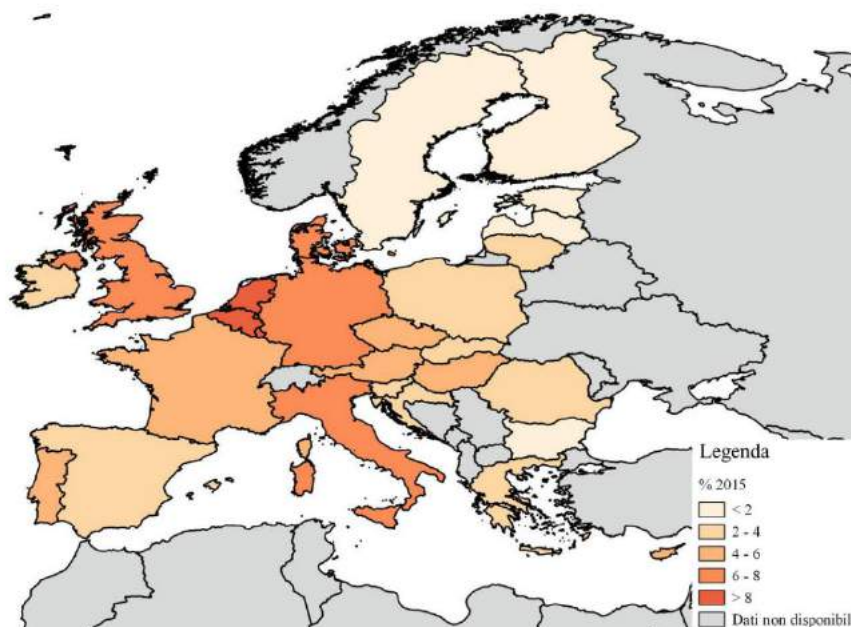 Legenda
% 2015
< 2
2 - 4
4 - 6
6 - 8
> 8
Dati non disponibil